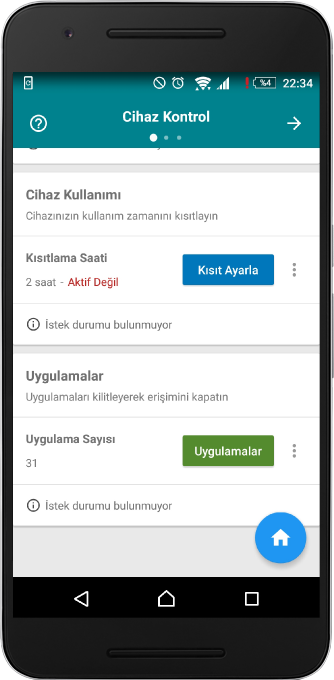 %4 22:34
Cihaz Kontrol
Cihaz Kullanımı
Cihazınızın kullanım zamanını kısıtlayın
Kısıtlama Saati
Kısıt Ayarla
2 saat - Aktif Değil
İstek durumu bulunmuyor
Uygulamalar
Uygulamaları kilitleyerek erişimini kapatın
Uygulama Sayısı
Uygulamalar
31
İstek durumu bulunmuyor